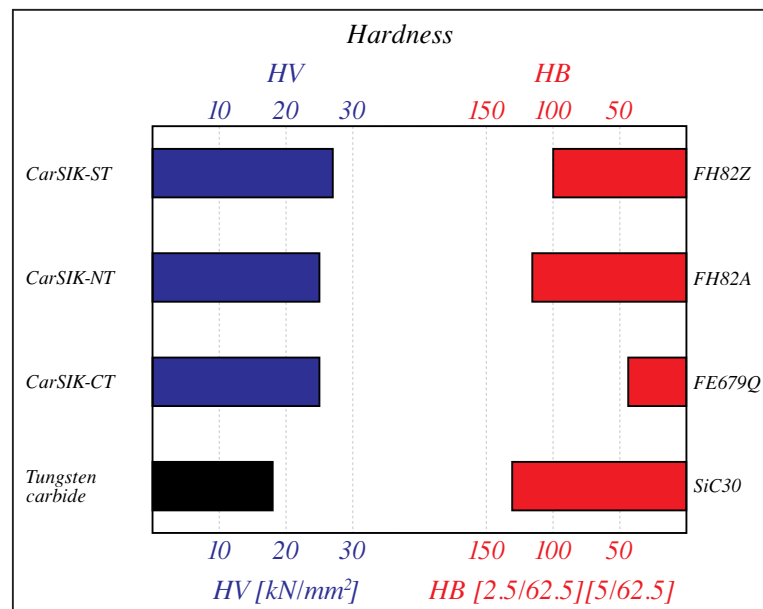 Hardness
HV HB
10 20 30 150 100 50
CarSIK-ST FH82Z
CarSIK-NT FH82A
CarSIK-CT FE679Q
Tungsten
carbide SiC30
10 20 30 150 100 50
HV [kN/mm²] HB [2.5/62.5][5/62.5]